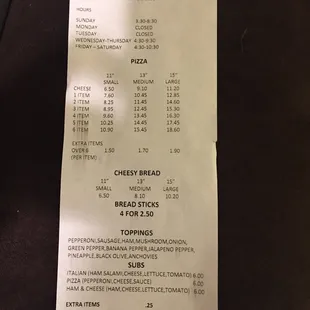 HOURS
SUNDAY 3:30-8:30
MONDAY CLOSED
TUESDAY CLOSED
WEDNESDAY-THURSDAY 4:30-9:30
FRIDAY – SATURDAY 4:30-10:30
PIZZA
11" 13" 15"
SMALL MEDIUM LARGE
CHEESE 6.50 9.10 11.20
1 ITEM 7.60 10.45 12.85
2 ITEM 8.25 11.45 14.60
3 ITEM 8.95 12.45 15.30
4 ITEM 9.60 13.45 16.30
5 ITEM 10.25 14.45 17.45
6 ITEM 10.90 15.45 18.60
EXTRA ITEMS
OVER 6 1.50 1.70 1.90
(PER ITEM)
CHEESY BREAD
11" 13" 15"
SMALL MEDIUM LARGE
6.50 8.10 10.20
BREAD STICKS
4 FOR 2.50
TOPPINGS
PEPPERONI,SAUSAGE,HAM,MUSHROOM,ONION,
GREEN PEPPER,BANANA PEPPER,JALAPENO PEPPER,
PINEAPPLE,BLACK OLIVE,ANCHOVIES
SUBS
ITALIAN (HAM SALAMI,CHEESE,LETTUCE,TOMATO) 6.00
PIZZA (PEPPERONI,CHEESE,SAUCE) 6.00
HAM & CHEESE (HAM,CHEESE,LETTUCE,TOMATO) 6.00
EXTRA ITEMS .25